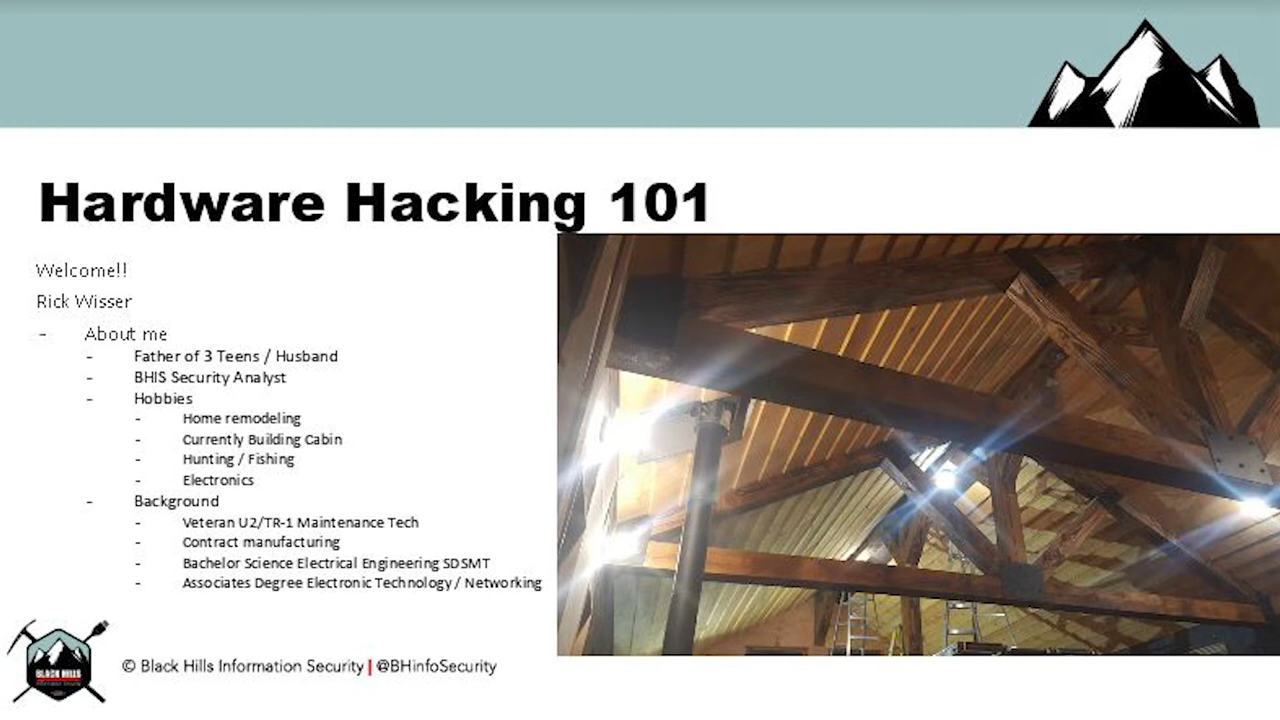 Hardware Hacking 101
Welcome!!
Rick Wisser
- About me
- Father of 3 Teens / Husband
- BHIS Security Analyst
- Hobbies
- Home remodeling
- Currently Building Cabin
- Hunting / Fishing
- Electronics
- Background
- Veteran U2/TR-1 Maintenance Tech
- Contract manufacturing
- Bachelor Science Electrical Engineering SDSMT
- Associates Degree Electronic Technology / Networking
BLACK HILLS
© Black Hills Information Security | @BHinfoSecurity